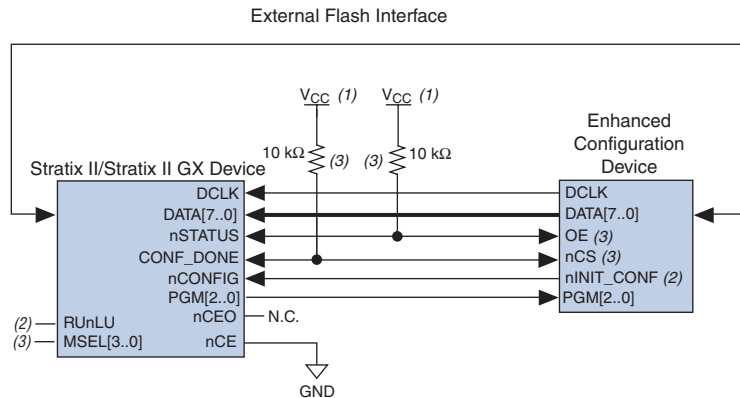 External Flash Interface
VCC (1) VCC (1)
Enhanced
Configuration
Device
10 kΩ (3) (3) 10 kΩ
Stratix II/Stratix II GX Device
DCLK DCLK
DATA[7..0] DATA[7..0]
nSTATUS OE (3)
CONF_DONE nCS (3)
nCONFIG nINIT_CONF (2)
PGM[2..0] PGM[2..0]
nCEO N.C.
(2) RUnLU
(3) MSEL[3..0] nCE
GND